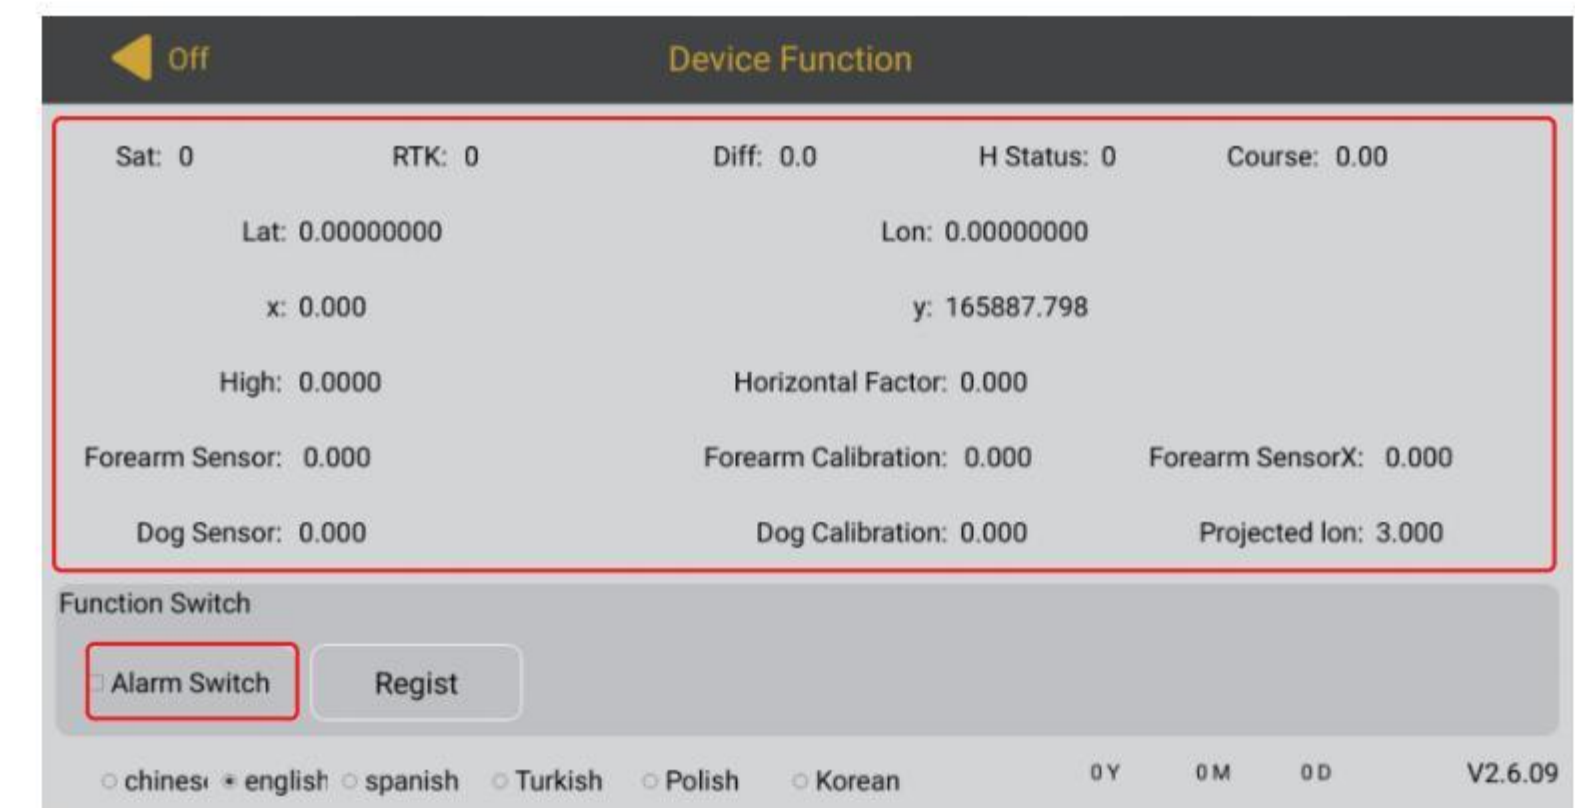 Off Device Function
Sat: 0 RTK: 0 Diff: 0.0 H Status: 0 Course: 0.00
Lat: 0.00000000 Lon: 0.00000000
x: 0.000 y: 165887.798
High: 0.0000 Horizontal Factor: 0.000
Forearm Sensor: 0.000 Forearm Calibration: 0.000 Forearm SensorX: 0.000
Dog Sensor: 0.000 Dog Calibration: 0.000 Projected lon: 3.000
Function Switch
Alarm Switch Regist
chinese english spanish Turkish Polish Korean 0 Y 0 M 0 D V2.6.09